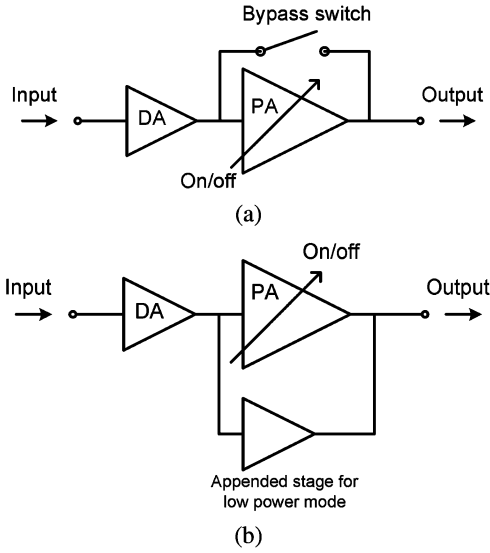 Bypass switch
Input
DA
PA
Output
On/off
(a)
On/off
Input
DA
PA
Output
Appended stage for
low power mode
(b)